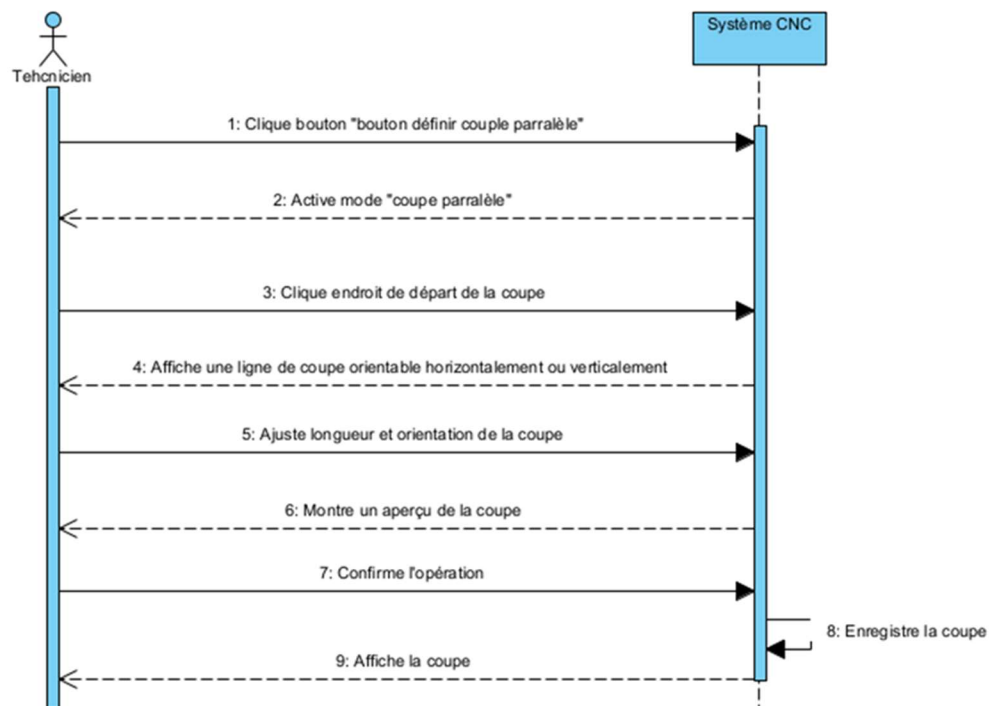 Système CNC
Tehcnicien
1: Clique bouton "bouton définir couple parralèle"
2: Active mode "coupe parralèle"
3: Clique endroit de départ de la coupe
4: Affiche une ligne de coupe orientable horizontalement ou verticalement
5: Ajuste longueur et orientation de la coupe
6: Montre un aperçu de la coupe
7: Confirme l'opération
8: Enregistre la coupe
9: Affiche la coupe